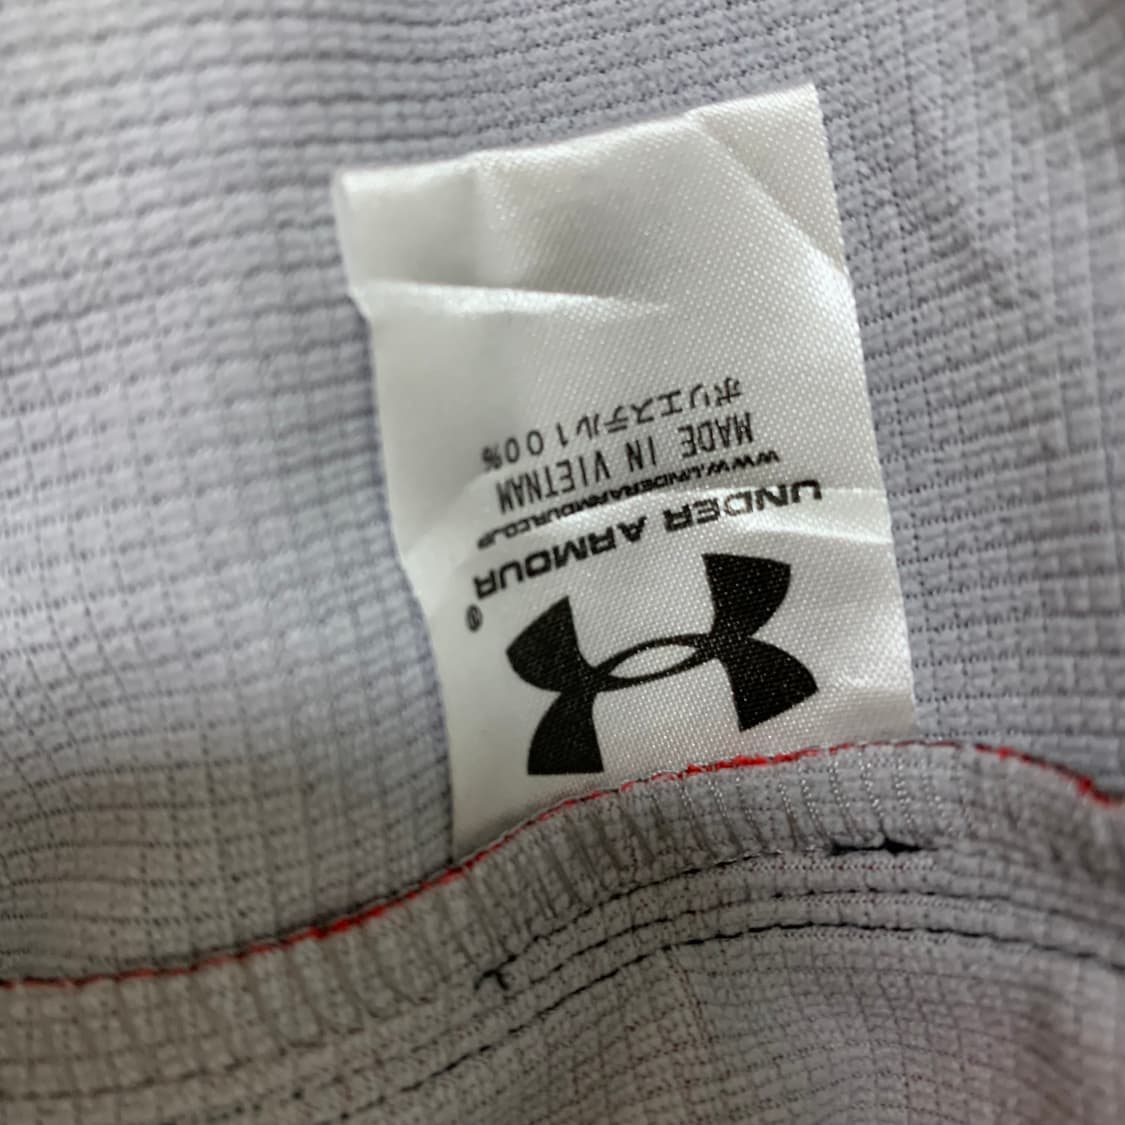 UNDER ARMOUR®
WWW.UNDERARMOUR.CO.JP
MADE IN VIETNAM
ポリエステル100%